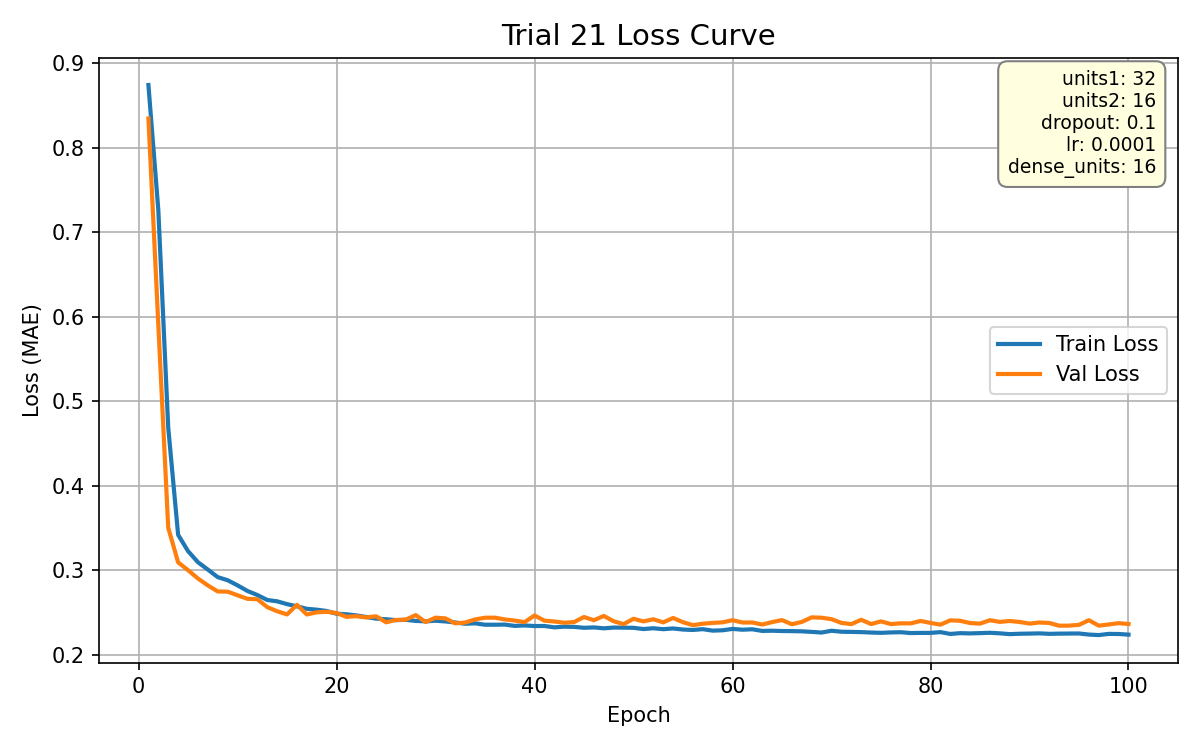 Trial 21 Loss Curve
units1: 32
units2: 16
dropout: 0.1
lr: 0.0001
dense_units: 16
Train Loss
Val Loss
Loss (MAE)
0.9
0.8
0.7
0.6
0.5
0.4
0.3
0.2
0 20 40 60 80 100
Epoch